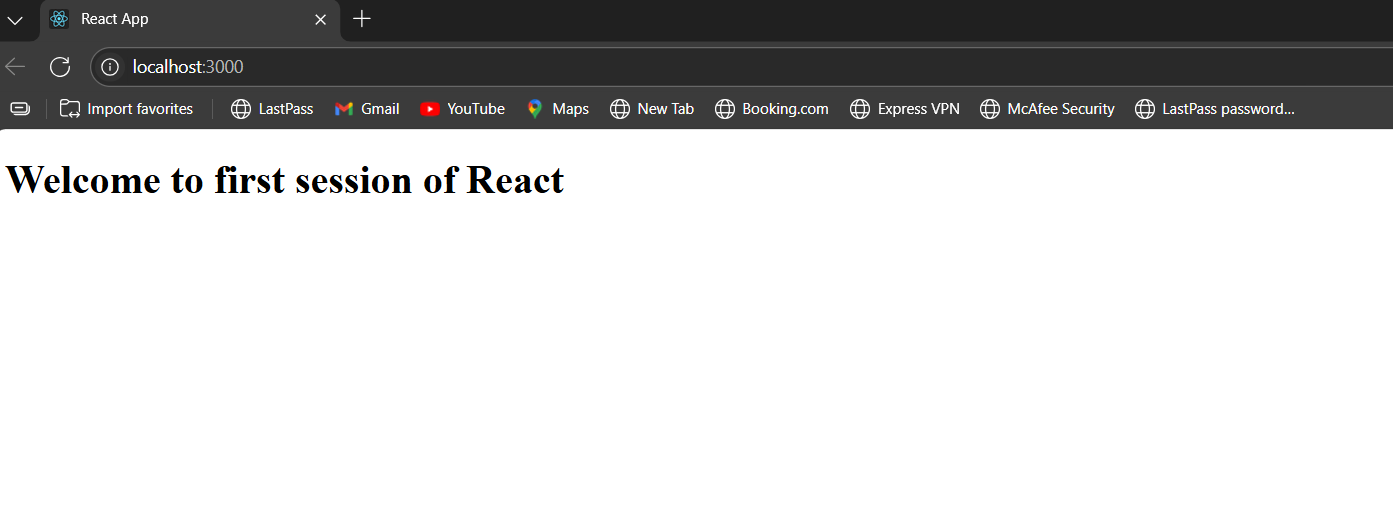 React App
localhost:3000
Import favorites LastPass Gmail YouTube Maps New Tab Booking.com Express VPN McAfee Security LastPass password...
Welcome to first session of React